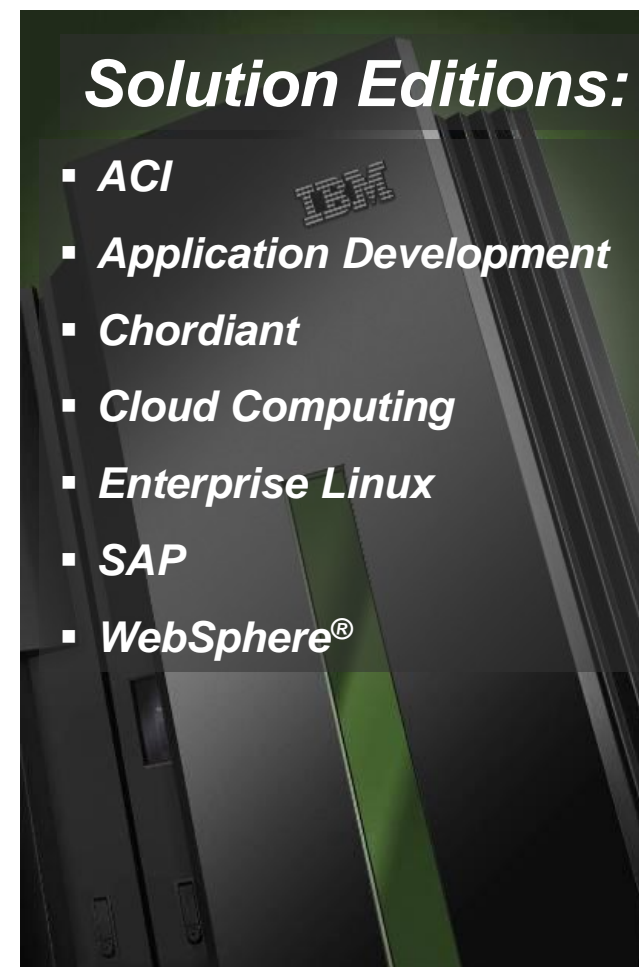 Solution Editions:
▪ ACI
IBM
▪ Application Development
▪ Chordiant
▪ Cloud Computing
▪ Enterprise Linux
▪ SAP
▪ WebSphere®